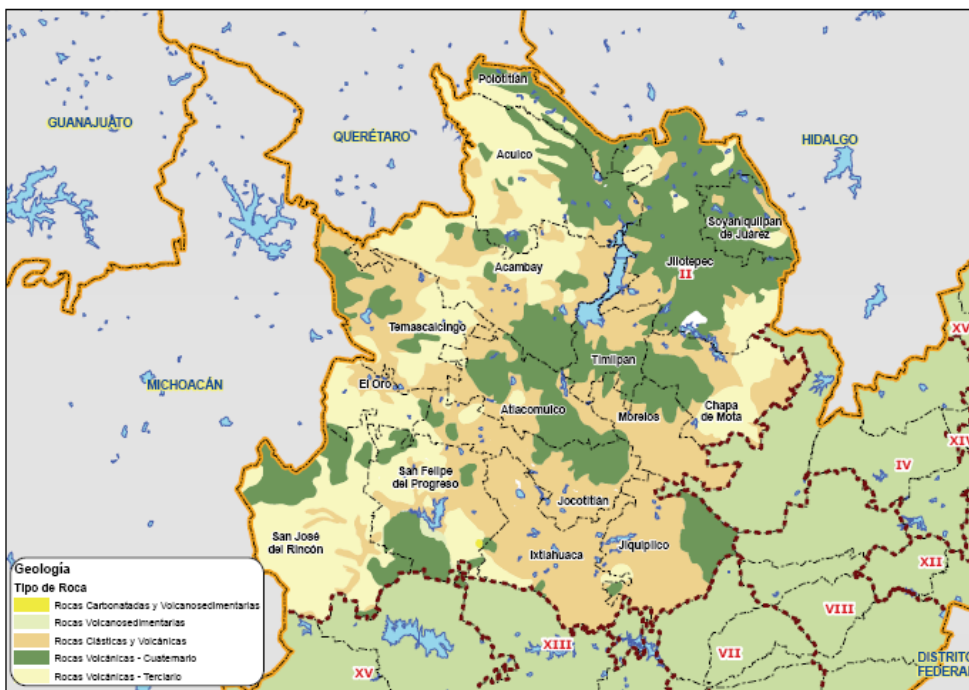 Polotitlán
GUANAJUATO
QUERÉTARO
HIDALGO
Aculco
Soyaniquilpan
de Juárez
Acambay
Jilotepec
II
Temascalcingo
XV
Timilpan
MICHOACÁN
El Oro
Atlacomulco
Morelos
Chapa
de Mota
XIV
IV
San Felipe
del Progreso
Jocotitlán
San José
del Rincón
Ixtlahuaca
Jiquipilco
XII
VIII
XIII
VII
XV
DISTRITO
FEDERAL
Geología
Tipo de Roca
Rocas Carbonatadas y Volcanosedimentarias
Rocas Volcanosedimentarias
Rocas Clásticas y Volcánicas
Rocas Volcánicas - Cuaternario
Rocas Volcánicas - Terciario